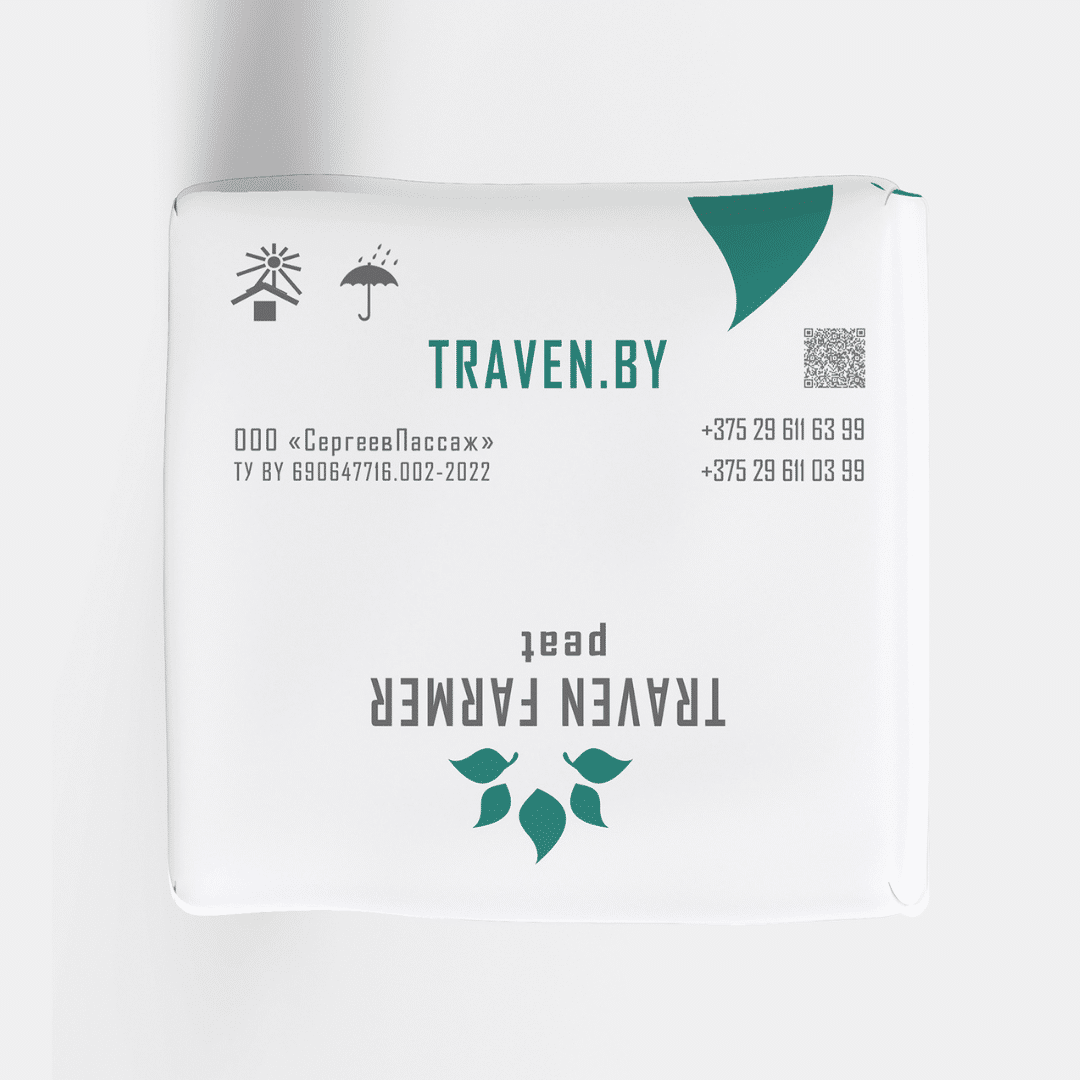 TRAVEN.BY
ООО «СергеевПассаж»
ТУ BY 690647716.002-2022
+375 29 611 63 99
+375 29 611 03 99
TRAVEN FARMER
peat